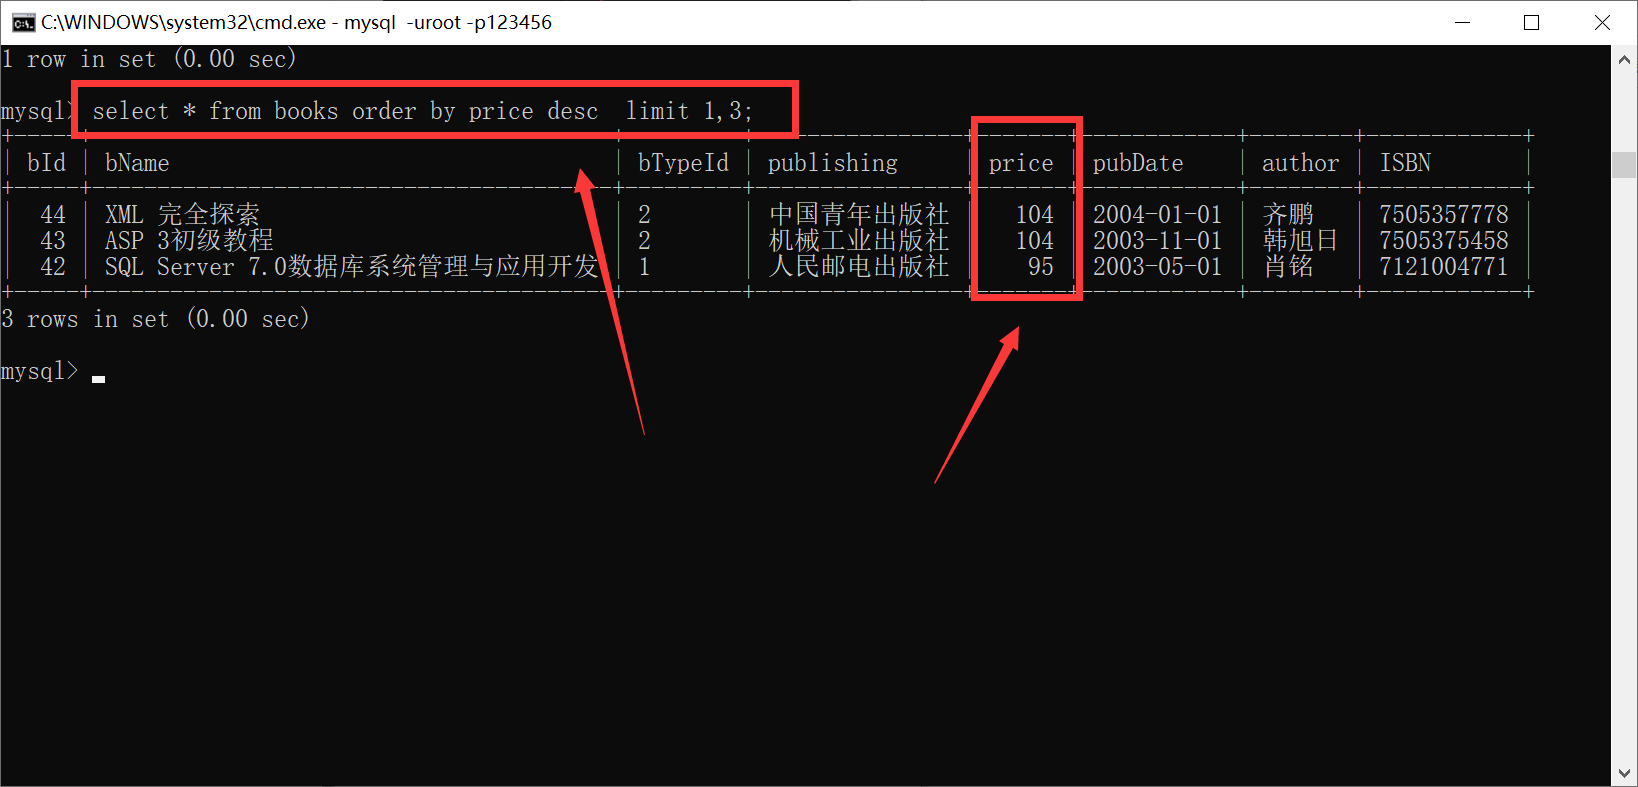 C:\WINDOWS\system32\cmd.exe - mysql  -uroot -p123456
1 row in set (0.00 sec)
mysql> select * from books order by price desc  limit 1,3;
+------+----------------------------------------+----------+----------------+-------+------------+--------+------------+
| bId | bName | bTypeId | publishing | price | pubDate | author | ISBN |
+------+----------------------------------------+----------+----------------+-------+------------+--------+------------+
| 44 | XML 完全探索 | 2 | 中国青年出版社 | 104 | 2004-01-01 | 齐鹏 | 7505357778 |
| 43 | ASP 3初级教程 | 2 | 机械工业出版社 | 104 | 2003-11-01 | 韩旭日 | 7505375458 |
| 42 | SQL Server 7.0数据库系统管理与应用开发 | 1 | 人民邮电出版社 | 95 | 2003-05-01 | 肖铭 | 7121004771 |
+------+----------------------------------------+----------+----------------+-------+------------+--------+------------+
3 rows in set (0.00 sec)
mysql>